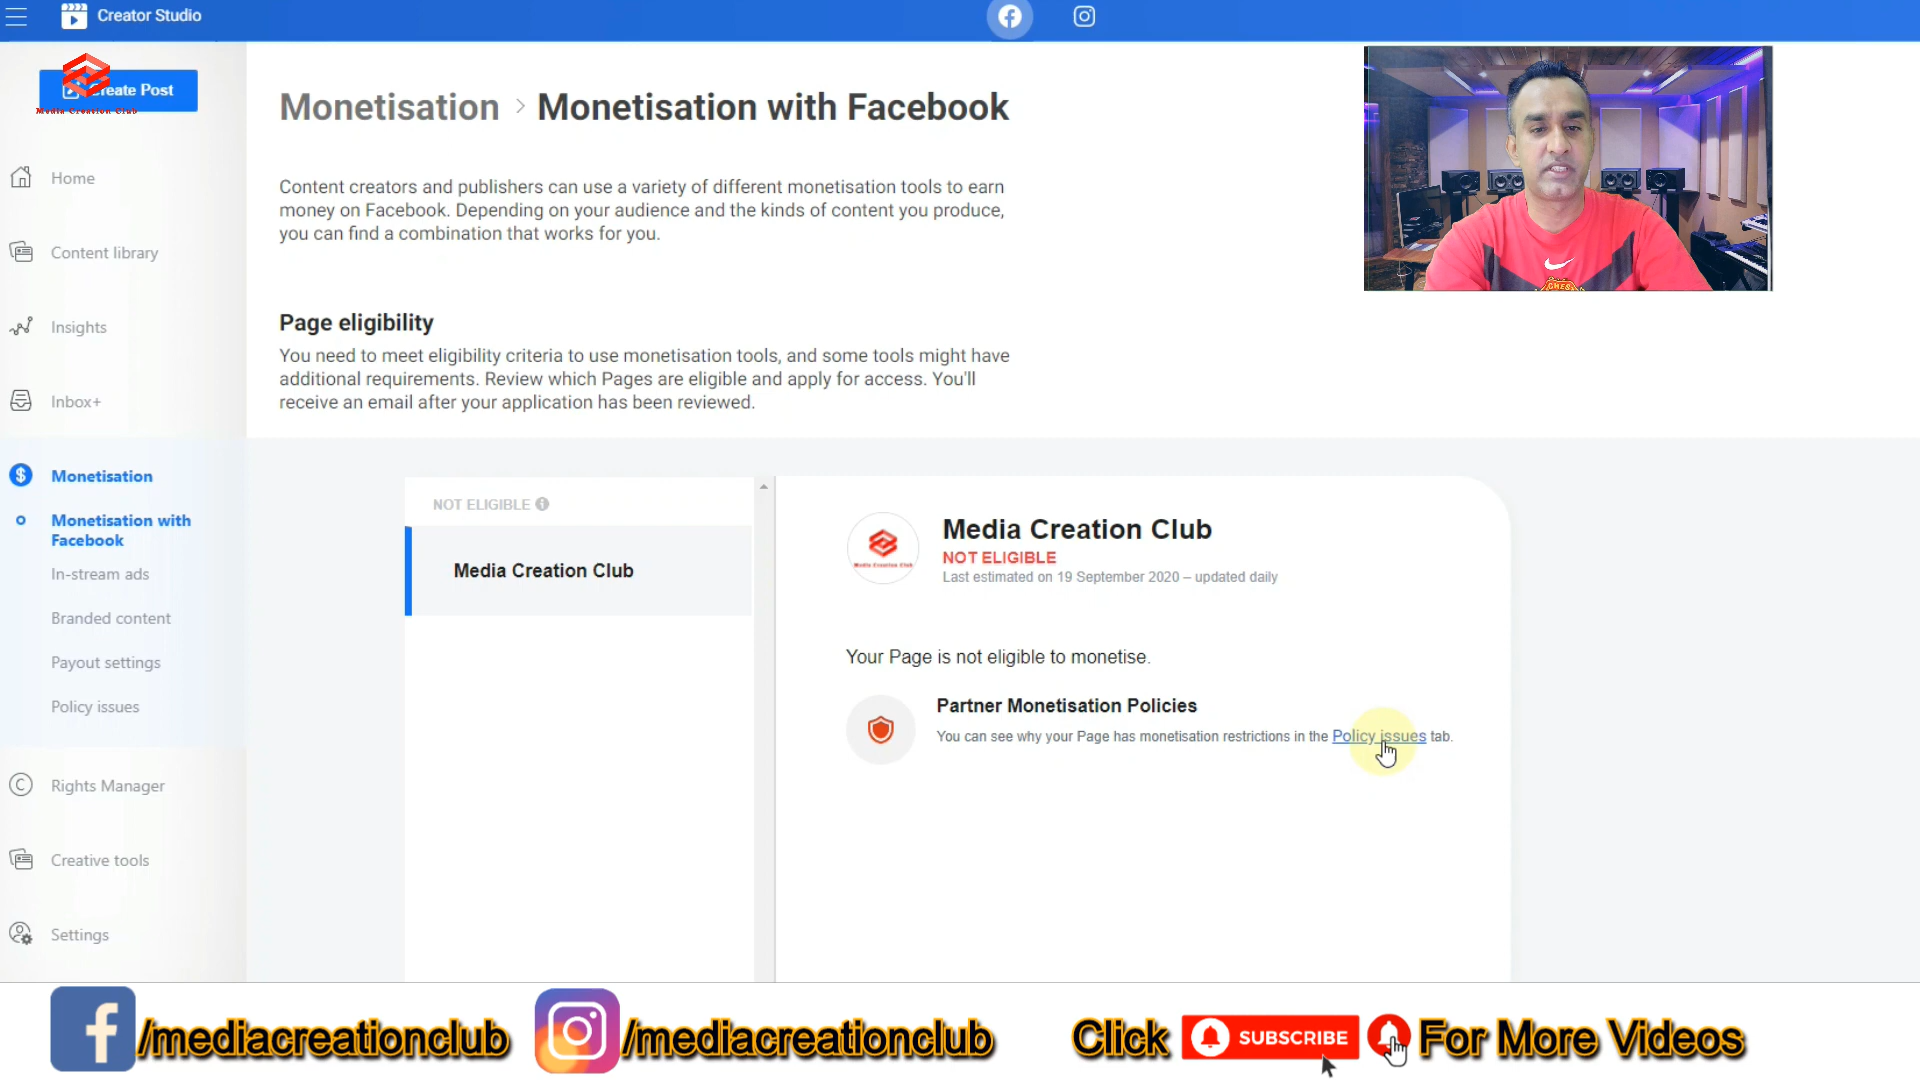 Creator Studio
Create Post
Media Creation Club
Home
Content library
Insights
Inbox+
Monetisation
Monetisation with
Facebook
In-stream ads
Branded content
Payout settings
Policy issues
Rights Manager
Creative tools
Settings
Monetisation > Monetisation with Facebook
Content creators and publishers can use a variety of different monetisation tools to earn
money on Facebook. Depending on your audience and the kinds of content you produce,
you can find a combination that works for you.
Page eligibility
You need to meet eligibility criteria to use monetisation tools, and some tools might have
additional requirements. Review which Pages are eligible and apply for access. You'll
receive an email after your application has been reviewed.
NOT ELIGIBLE
Media Creation Club
Media Creation Club
Media Creation Club
NOT ELIGIBLE
Last estimated on 19 September 2020 – updated daily
Your Page is not eligible to monetise.
Partner Monetisation Policies
You can see why your Page has monetisation restrictions in the Policy issues tab.
/mediacreationclub
/mediacreationclub
Click SUBSCRIBE For More Videos